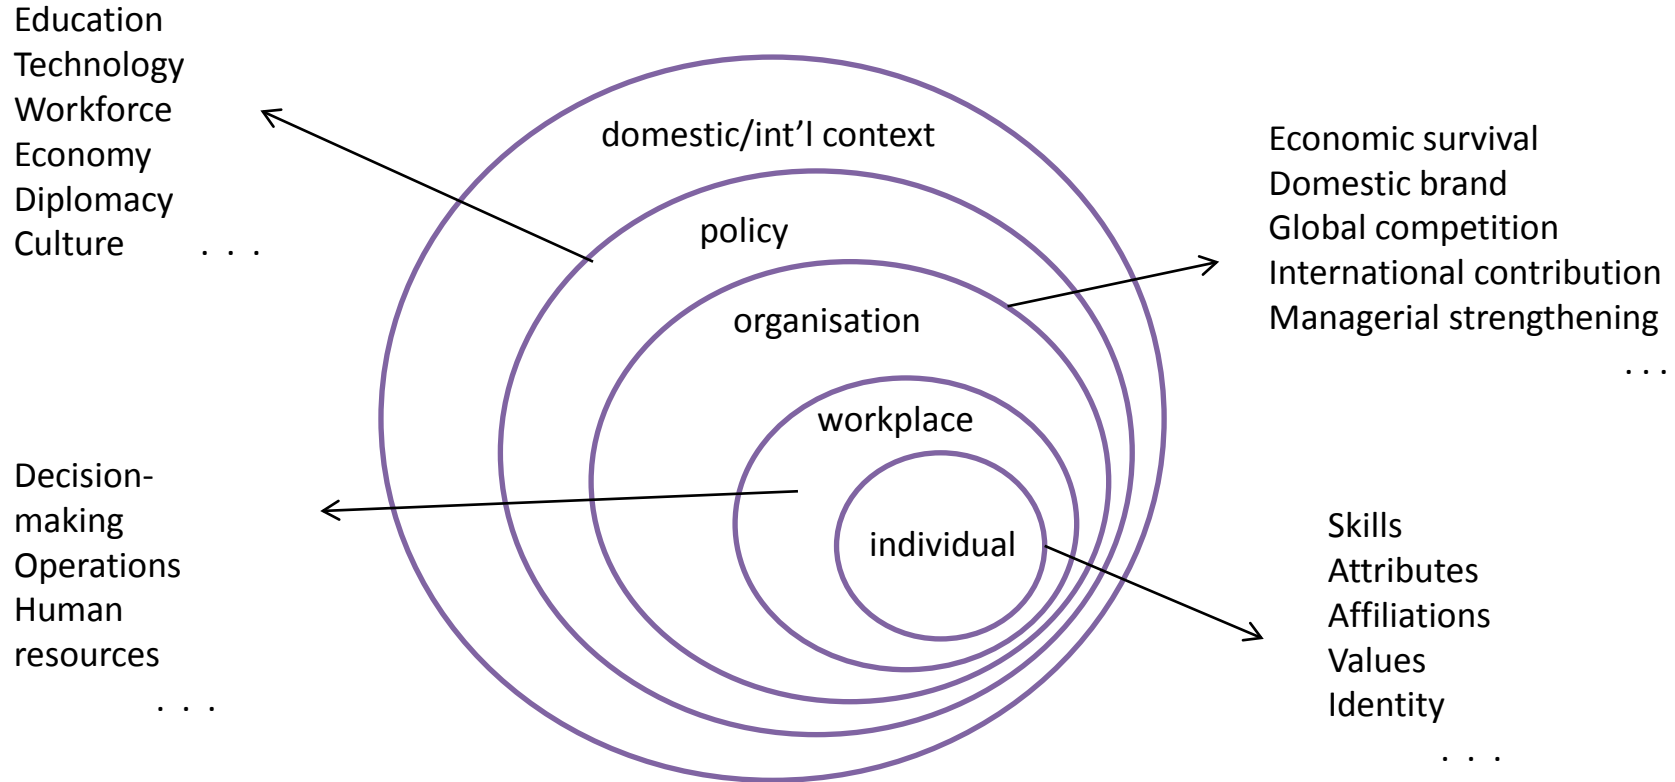 Education
Technology
Workforce
Economy
Diplomacy
Culture . . .
domestic/int’l context
policy
organisation
workplace
individual
Economic survival
Domestic brand
Global competition
International contribution
Managerial strengthening
. . .
Decision-
making
Operations
Human
resources
. . .
Skills
Attributes
Affiliations
Values
Identity
. . .